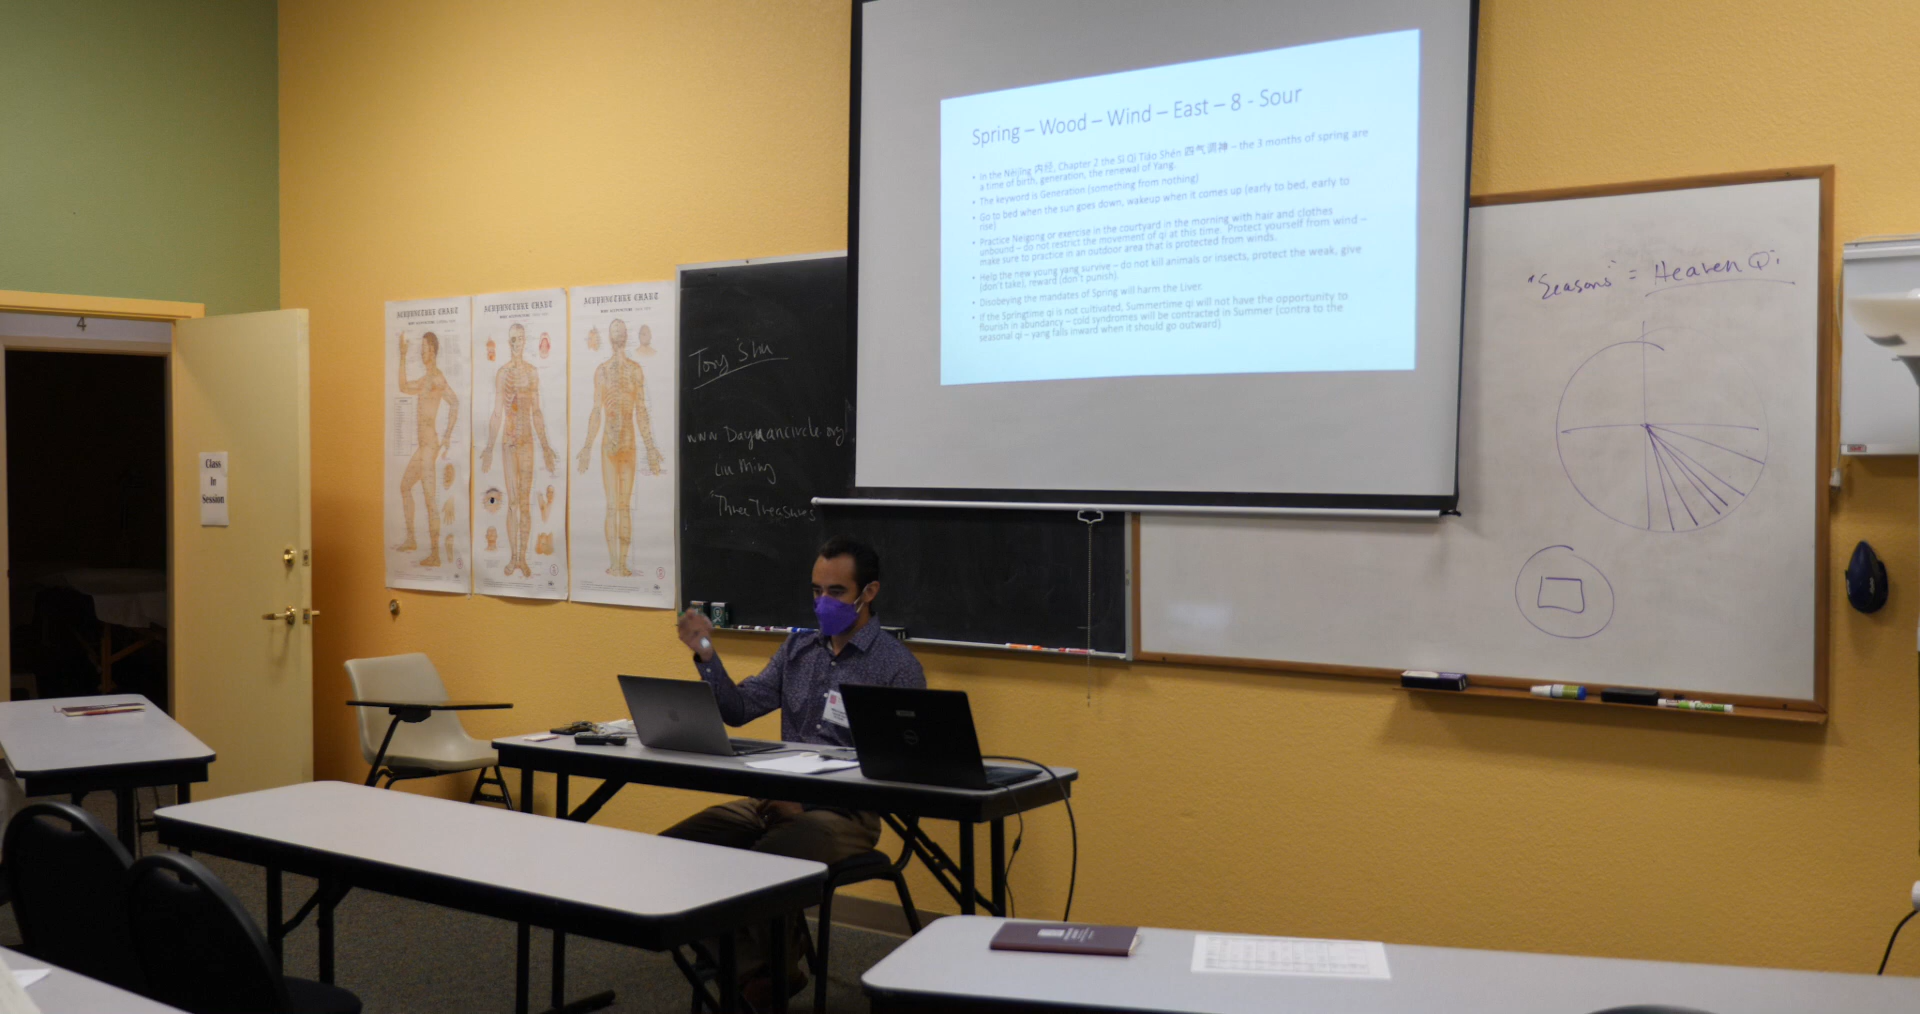 4
Class
In
Session
ACUPUNCTURE CHART
ACUPUNCTURE CHART
ACUPUNCTURE CHART
Tong Shu
www.Dayuancircle.org
Liu Ming
"Three Treasures
Spring – Wood – Wind – East – 8 - Sour
• In the Nèijīng 内经, Chapter 2 the Sì Qì Tiáo Shén 四气调神 – the 3 months of spring are
a time of birth, generation, the renewal of Yang.
• The keyword is Generation (something from nothing)
• Go to bed when the sun goes down, wakeup when it comes up (early to bed, early to
rise)
• Practice Neigong or exercise in the courtyard in the morning with hair and clothes
unbound – do not restrict the movement of qi at this time. Protect yourself from wind –
make sure to practice in an outdoor area that is protected from winds.
• Help the new young yang survive – do not kill animals or insects, protect the weak, give
(don't take), reward (don't punish).
• Disobeying the mandates of Spring will harm the Liver.
• If the Springtime qi is not cultivated, Summertime qi will not have the opportunity to
flourish in abundancy – cold syndromes will be contracted in Summer (contra to the
seasonal qi – yang falls inward when it should go outward)
"Seasons" = Heaven Qi
DELL